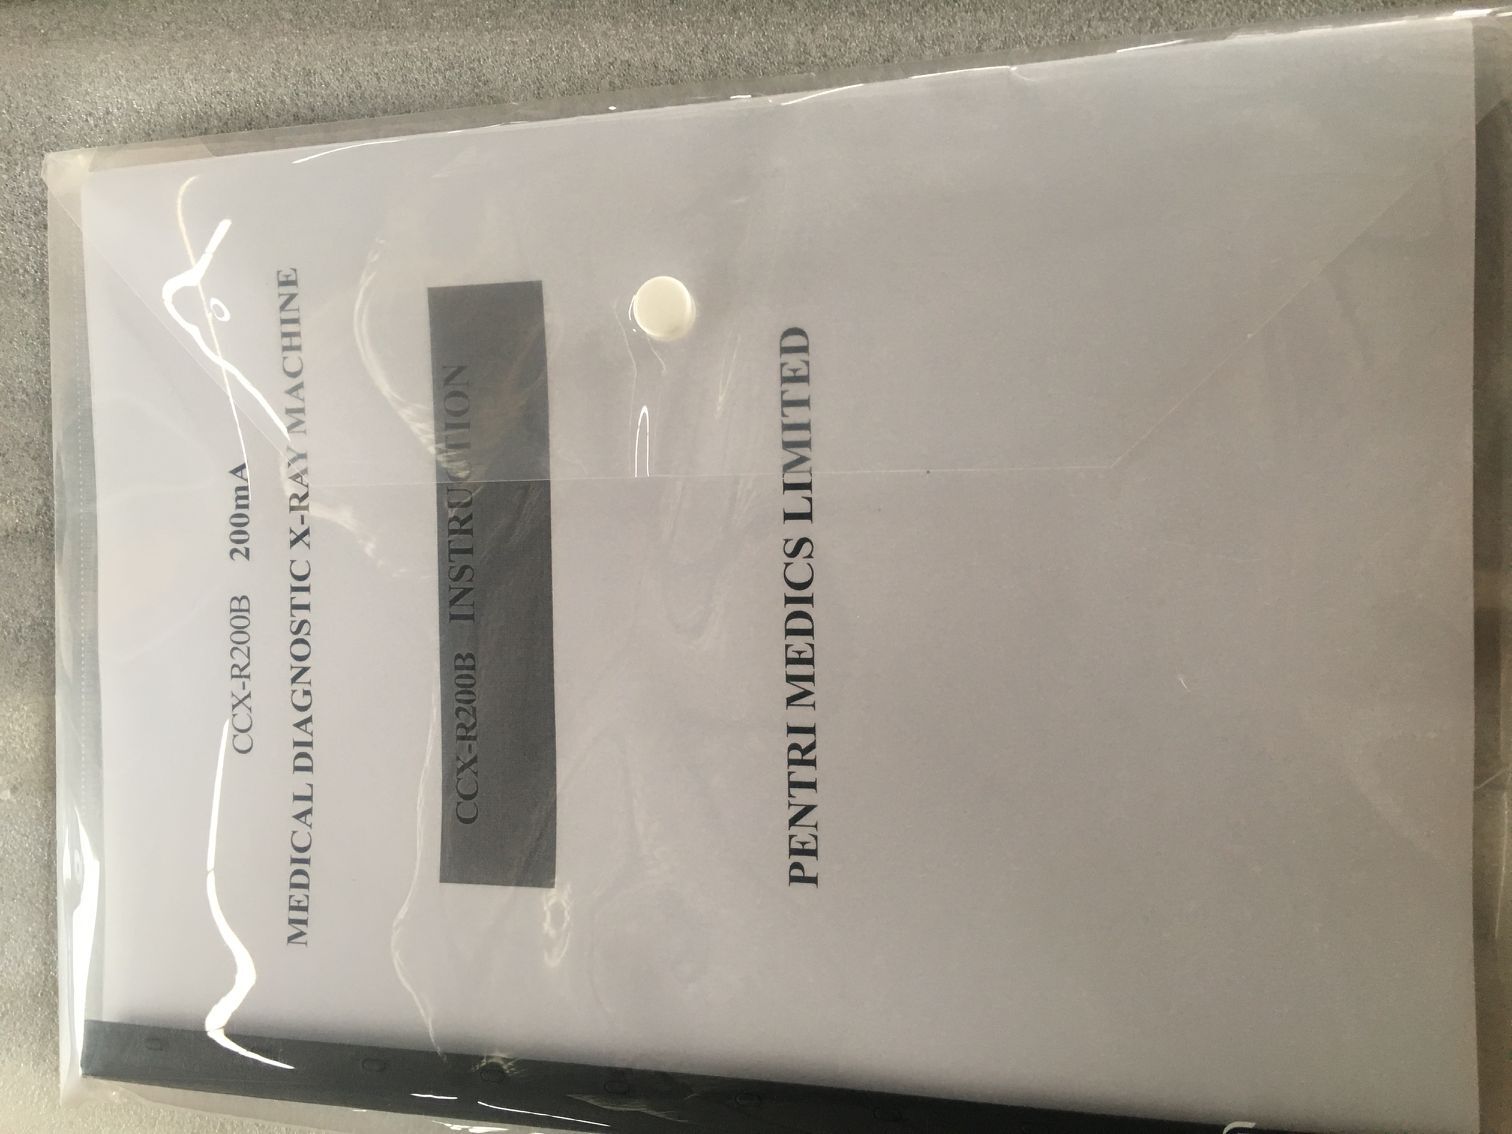 CCX-R200B 200mA
MEDICAL DIAGNOSTIC X-RAY MACHINE
CCX-R200B INSTRUCTION
PENTRI MEDICS LIMITED